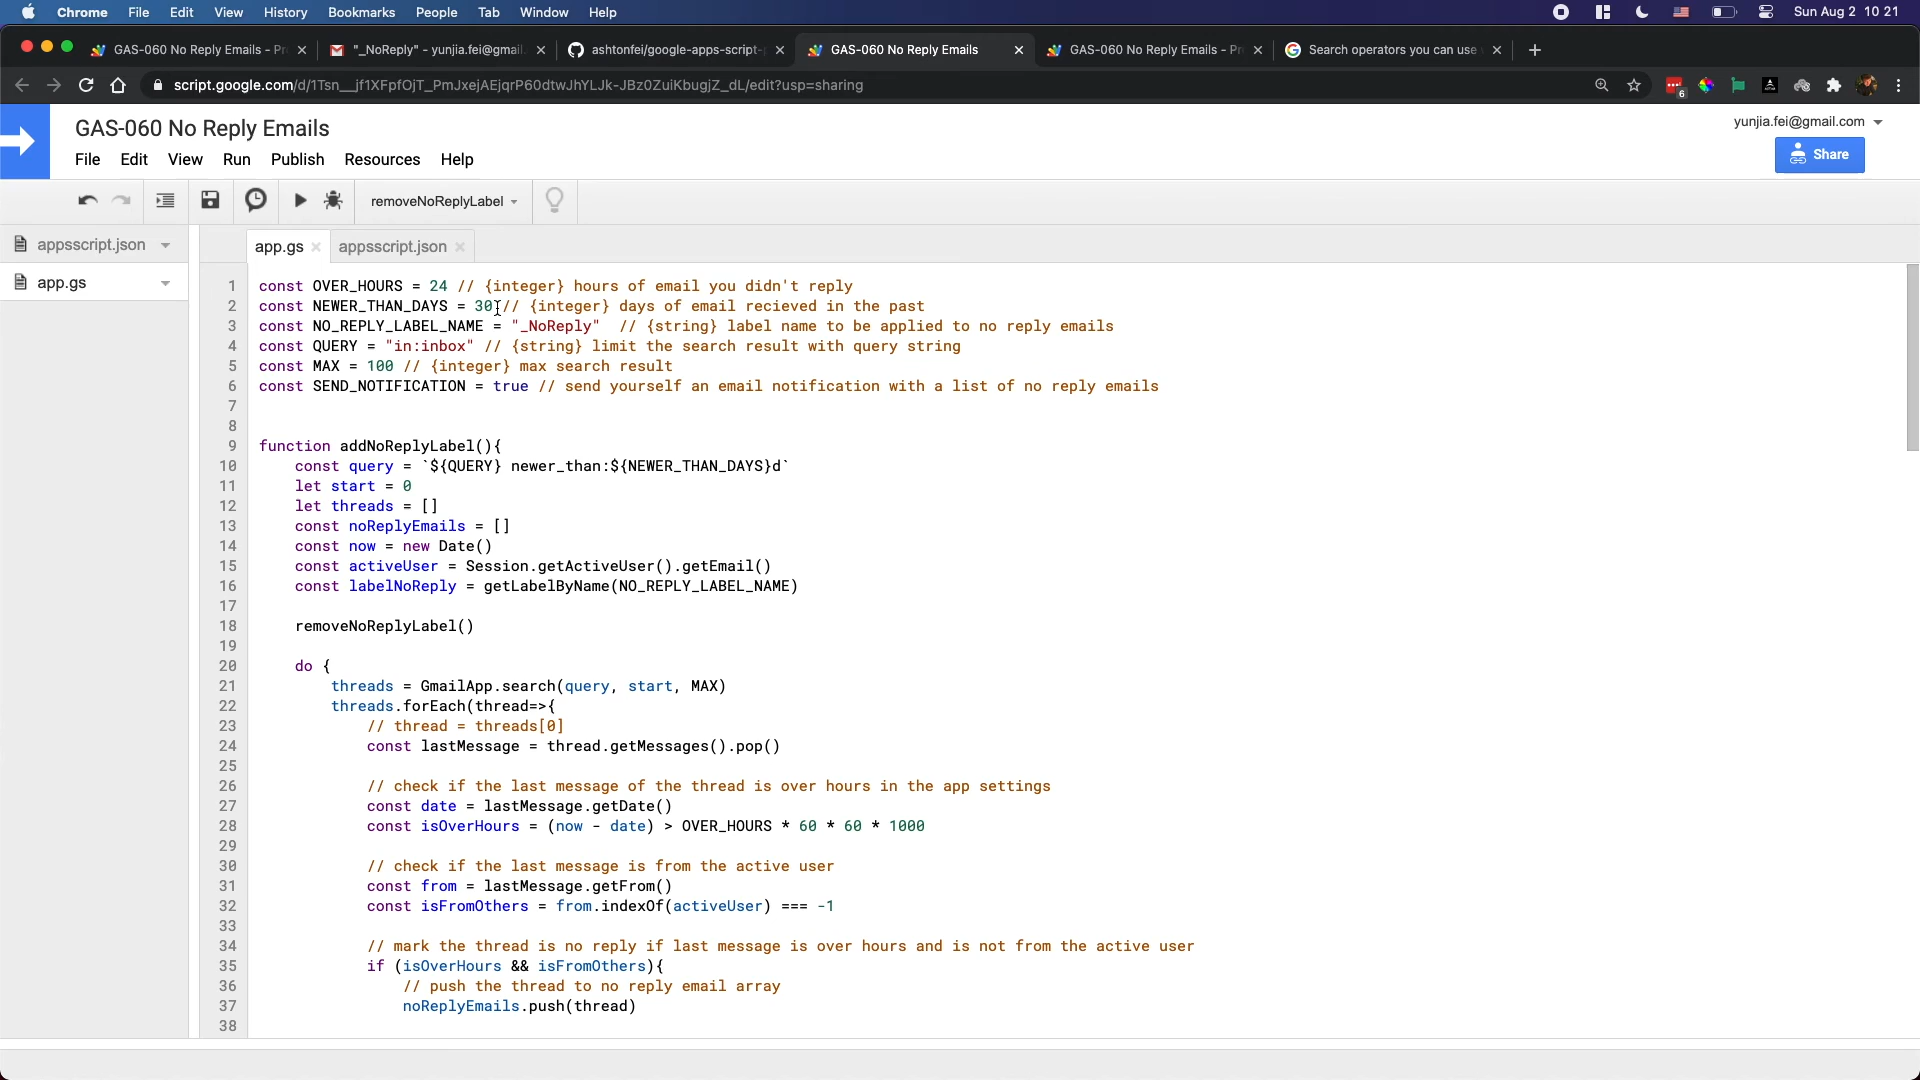 Chrome File Edit View History Bookmarks People Tab Window Help
Sun Aug 2 10 21
GAS-060 No Reply Emails - Pr
"_NoReply" - yunjia.fei@gmail.
ashtonfei/google-apps-script-
GAS-060 No Reply Emails
GAS-060 No Reply Emails - Pr
Search operators you can use
script.google.com/d/1Tsn__jf1XFpfOjT_PmJxejAEjqrP60dtwJhYLJk-JBz0ZuiKbugjZ_dL/edit?usp=sharing
6
GAS-060 No Reply Emails
yunjia.fei@gmail.com
File Edit View Run Publish Resources Help
Share
removeNoReplyLabel
appsscript.json
app.gs
app.gs
appsscript.json
1 const OVER_HOURS = 24 // {integer} hours of email you didn't reply
2 const NEWER_THAN_DAYS = 30 // {integer} days of email recieved in the past
3 const NO_REPLY_LABEL_NAME = "_NoReply" // {string} label name to be applied to no reply emails
4 const QUERY = "in:inbox" // {string} limit the search result with query string
5 const MAX = 100 // {integer} max search result
6 const SEND_NOTIFICATION = true // send yourself an email notification with a list of no reply emails
7
8
9 function addNoReplyLabel(){
10 const query = `${QUERY} newer_than:${NEWER_THAN_DAYS}d`
11 let start = 0
12 let threads = []
13 const noReplyEmails = []
14 const now = new Date()
15 const activeUser = Session.getActiveUser().getEmail()
16 const labelNoReply = getLabelByName(NO_REPLY_LABEL_NAME)
17
18 removeNoReplyLabel()
19
20 do {
21 threads = GmailApp.search(query, start, MAX)
22 threads.forEach(thread=>{
23 // thread = threads[0]
24 const lastMessage = thread.getMessages().pop()
25
26 // check if the last message of the thread is over hours in the app settings
27 const date = lastMessage.getDate()
28 const isOverHours = (now - date) > OVER_HOURS * 60 * 60 * 1000
29
30 // check if the last message is from the active user
31 const from = lastMessage.getFrom()
32 const isFromOthers = from.indexOf(activeUser) === -1
33
34 // mark the thread is no reply if last message is over hours and is not from the active user
35 if (isOverHours && isFromOthers){
36 // push the thread to no reply email array
37 noReplyEmails.push(thread)
38